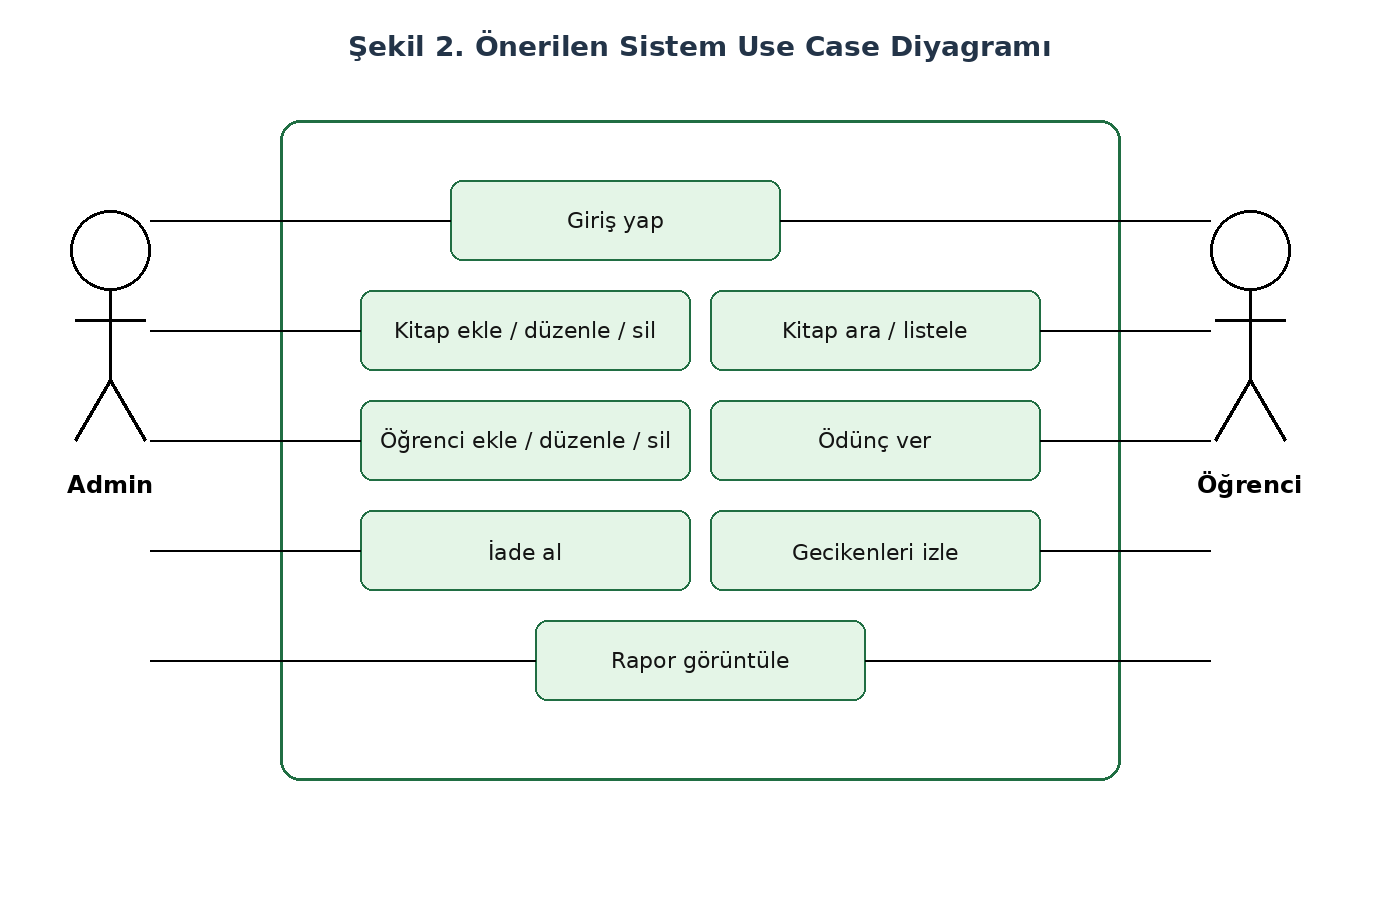 Şekil 2. Önerilen Sistem Use Case Diyagramı
Giriş yap
Kitap ekle / düzenle / sil
Kitap ara / listele
Öğrenci ekle / düzenle / sil
Ödünç ver
Admin
Öğrenci
İade al
Gecikenleri izle
Rapor görüntüle